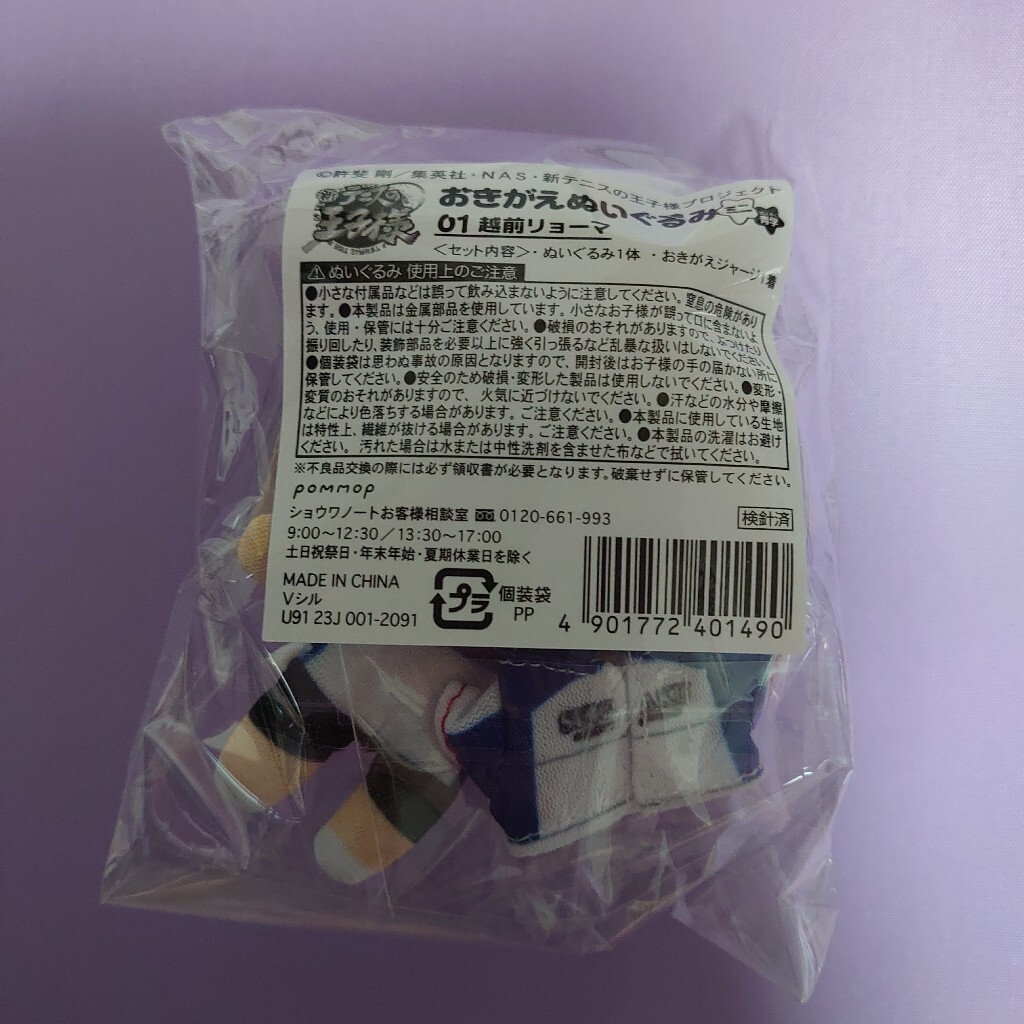 ©許斐 剛／集英社・NAS・新テニスの王子様プロジェクト
新テニスの王子様
おきがえぬいぐるみミニ
01 越前リョーマ
＜セット内容＞・ぬいぐるみ1体 ・おきがえジャージ1着
⚠ぬいぐるみ 使用上のご注意
●小さな付属品などは誤って飲み込まないように注意してください。窒息の危険があり
ます。●本製品は金属部品を使用しています。小さなお子様が誤って口に含まないよ
う、使用・保管には十分ご注意ください。●破損のおそれがありますので、ぶつけたり
振り回したり、装飾部品を必要以上に強く引っ張るなど乱暴な扱いはしないでください。
●個装袋は思わぬ事故の原因となりますので、開封後はお子様の手の届かない所に
保管してください。●安全のため破損・変形した製品は使用しないでください。●変形・
変質のおそれがありますので、火気に近づけないでください。●汗などの水分や摩擦
などにより色落ちする場合があります。ご注意ください。●本製品に使用している生地
は特性上、繊維が抜ける場合があります。ご注意ください。●本製品の洗濯はお避け
ください。汚れた場合は水または中性洗剤を含ませた布などで拭いてください。
※不良品交換の際には必ず領収書が必要となります。破棄せずに保管してください。
pommop
ショウワノートお客様相談室 0120-661-993
検針済
9:00〜12:30／13:30〜17:00
土日祝祭日・年末年始・夏期休業日を除く
MADE IN CHINA
Vシル
U91 23J 001-2091
プラ
個装袋
PP
4 901772 401490